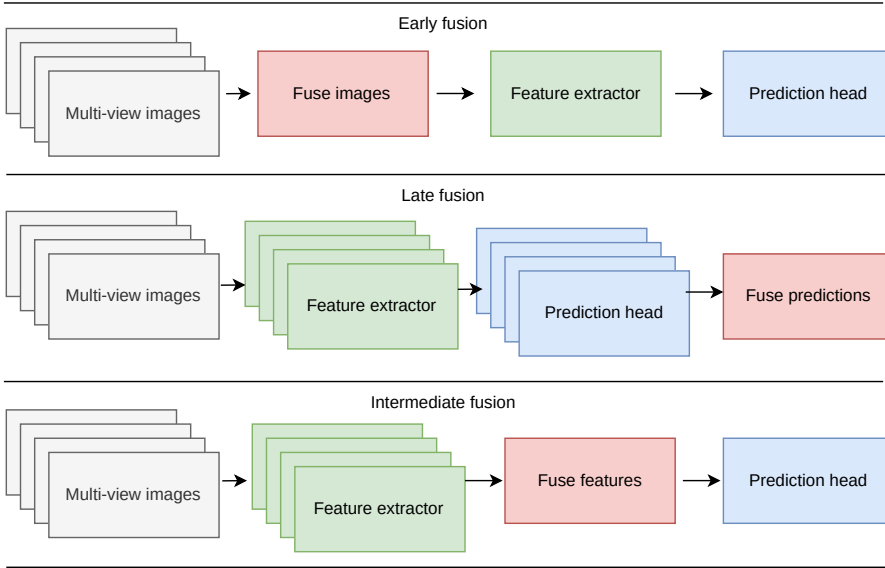 Early fusion
Multi-view images
Fuse images
Feature extractor
Prediction head
Late fusion
Multi-view images
Feature extractor
Prediction head
Fuse predictions
Intermediate fusion
Multi-view images
Feature extractor
Fuse features
Prediction head